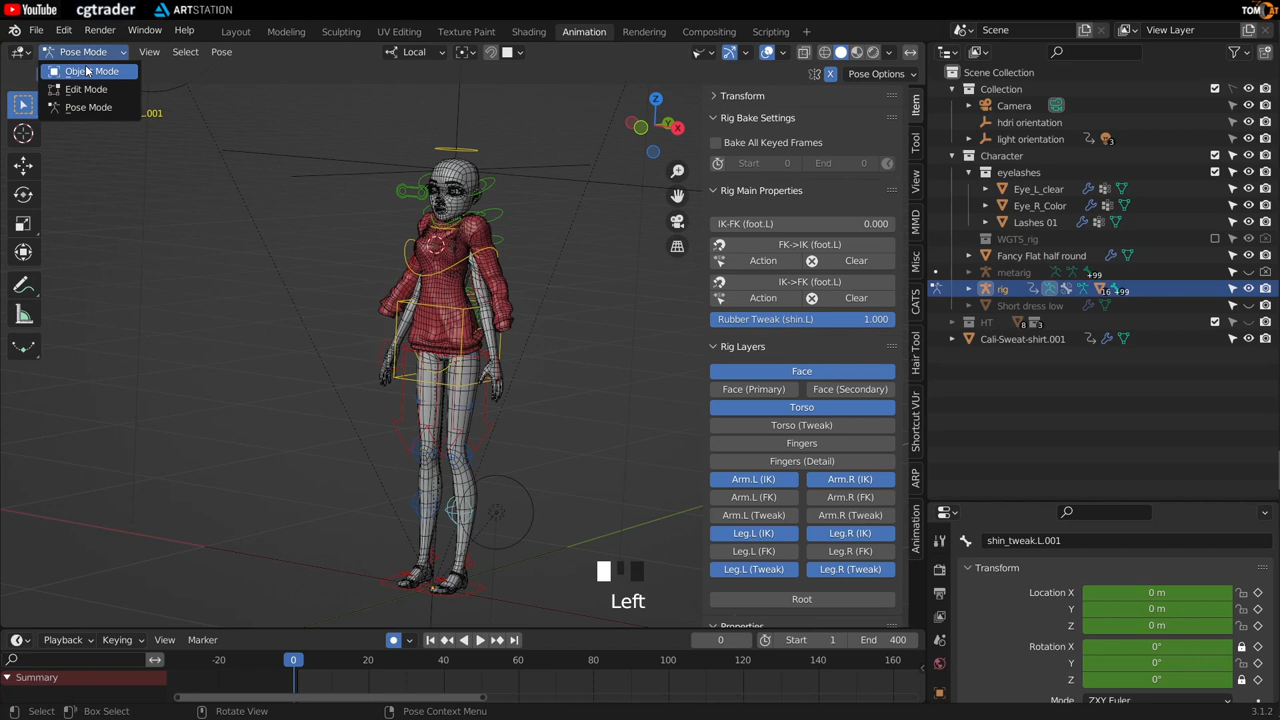 YouTube cgtrader ARTSTATION TOMCAT
File Edit Render Window Help Layout Modeling Sculpting UV Editing Texture Paint Shading Animation Rendering Compositing Scripting Scene View Layer
Pose Mode View Select Pose Local
Object Mode
Edit Mode
Pose Mode
.001
X Pose Options
Z
Y
X
Transform
Rig Bake Settings
Bake All Keyed Frames
Start 0 End 0
Rig Main Properties
IK-FK (foot.L) 0.000
FK->IK (foot.L)
Action Clear
IK->FK (foot.L)
Action Clear
Rubber Tweak (shin.L) 1.000
Rig Layers
Face
Face (Primary) Face (Secondary)
Torso
Torso (Tweak)
Fingers
Fingers (Detail)
Arm.L (IK) Arm.R (IK)
Arm.L (FK) Arm.R (FK)
Arm.L (Tweak) Arm.R (Tweak)
Leg.L (IK) Leg.R (IK)
Leg.L (FK) Leg.R (FK)
Leg.L (Tweak) Leg.R (Tweak)
Root
Properties
Item
Tool
View
MMD
Misc
CATS
Hair Tool
Shortcut VUr
ARP
Animation
Scene Collection
Collection
Camera
hdri orientation
light orientation 3
Character
eyelashes
Eye_L_clear
Eye_R_Color
Lashes 01
WGTS_rig
Fancy Flat half round
metarig +99
rig 16 +99
Short dress low
HT 8 3
Cali-Sweat-shirt.001
shin_tweak.L.001
Transform
Location X 0 m
Y 0 m
Z 0 m
Rotation X 0°
Y 0°
Z 0°
Mode ZXY Euler
Left
Playback Keying View Marker 0 Start 1 End 400
-20 0 20 40 60 80 100 120 140 160
Summary
Select Box Select Rotate View Pose Context Menu 3.1.2